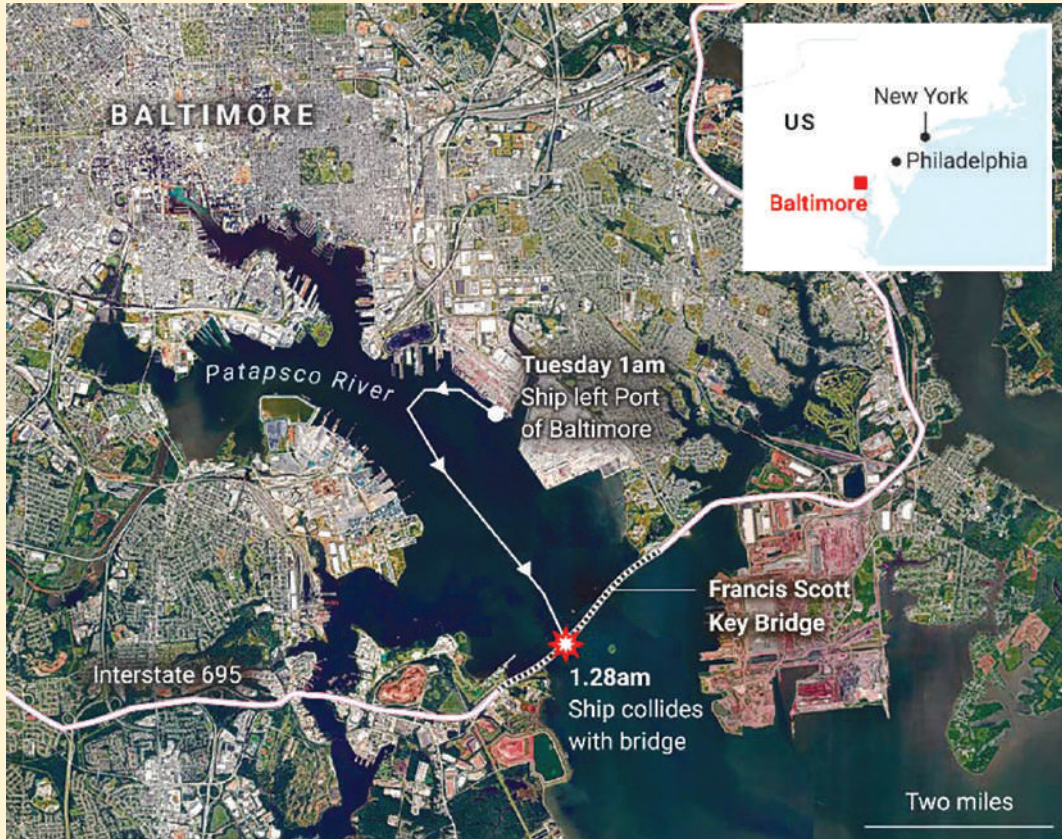 BALTIMORE
US
New York
Philadelphia
Baltimore
Patapsco River
Tuesday 1am
Ship left Port
of Baltimore
Francis Scott
Key Bridge
Interstate 695
1.28am
Ship collides
with bridge
Two miles